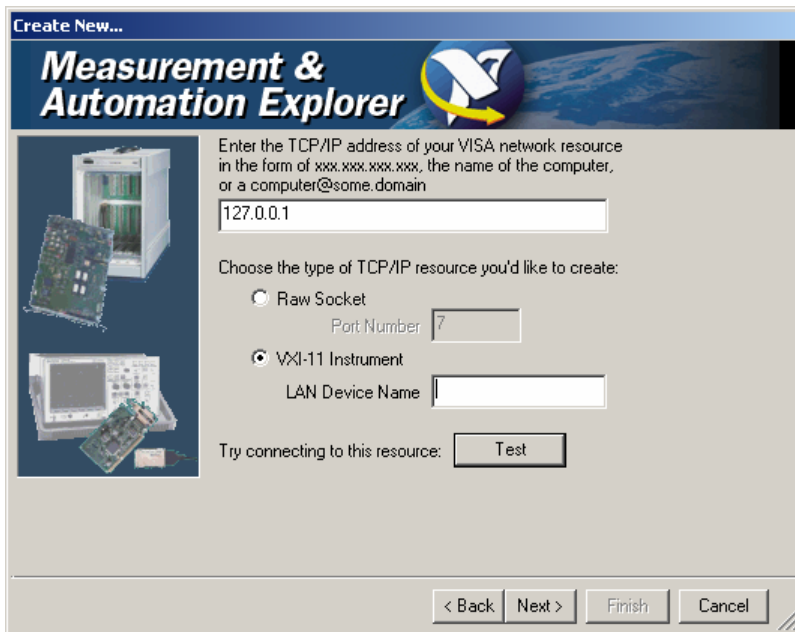 Create New...
Measurement &
Automation Explorer
Enter the TCP/IP address of your VISA network resource
in the form of xxx.xxx.xxx.xxx, the name of the computer,
or a computer@some.domain
127.0.0.1
Choose the type of TCP/IP resource you'd like to create:
Raw Socket
Port Number 7
VXI-11 Instrument
LAN Device Name
Try connecting to this resource: Test
< Back Next > Finish Cancel